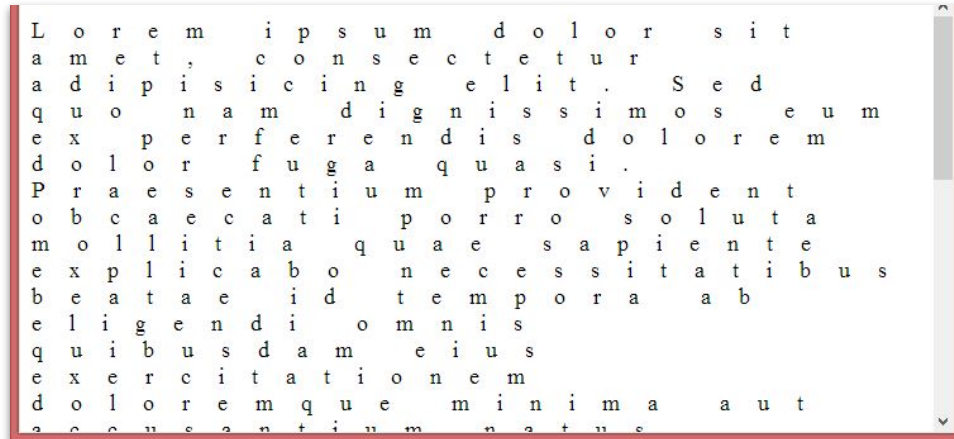 Lorem ipsum dolor sit
amet, consectetur
adipisicing elit. Sed
quo nam dignissimos eum
ex perferendis dolorem
dolor fuga quasi.
Praesentium provident
obcaecati porro soluta
mollitia quae sapiente
explicabo necessitatibus
beatae id tempora ab
eligendi omnis
quibusdam eius
exercitationem
doloremque minima aut
accusantium natus